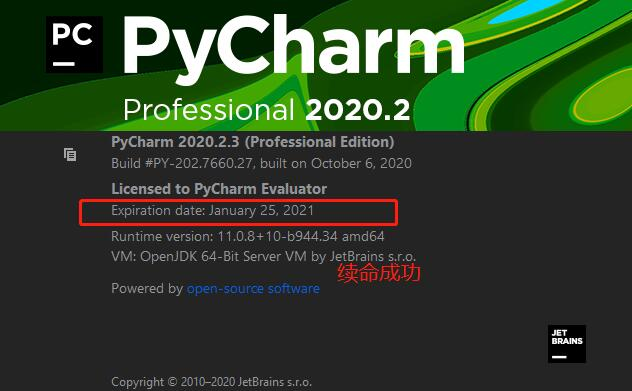 PC
PyCharm
Professional 2020.2
PyCharm 2020.2.3 (Professional Edition)
Build #PY-202.7660.27, built on October 6, 2020
Licensed to PyCharm Evaluator
Expiration date: January 25, 2021
Runtime version: 11.0.8+10-b944.34 amd64
VM: OpenJDK 64-Bit Server VM by JetBrains s.r.o.
续命成功
Powered by open-source software
JET
BRAINS
Copyright © 2010–2020 JetBrains s.r.o.